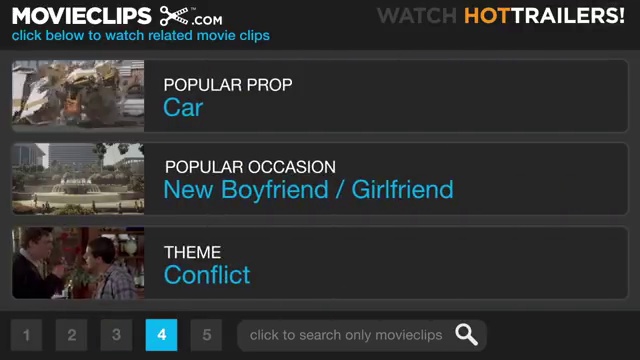 MOVIECLIPS .COM
WATCH HOTTRAILERS!
click below to watch related movie clips
POPULAR PROP
Car
POPULAR OCCASION
New Boyfriend / Girlfriend
THEME
Conflict
1 2 3 4 5 click to search only movieclips